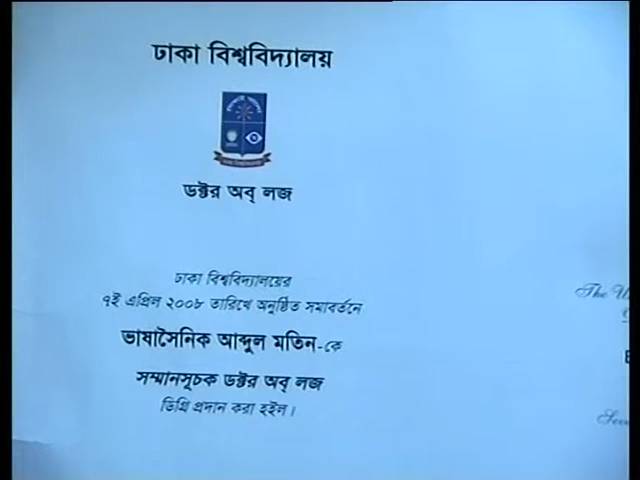 ঢাকা বিশ্ববিদ্যালয়
ডক্টর অব্ লজ
ঢাকা বিশ্ববিদ্যালয়ের
৭ই এপ্রিল ২০০৮ তারিখে অনুষ্ঠিত সমাবর্তনে
ভাষাসৈনিক আব্দুল মতিন-কে
সম্মানসূচক ডক্টর অব্ লজ
ডিগ্রি প্রদান করা হইল।
The